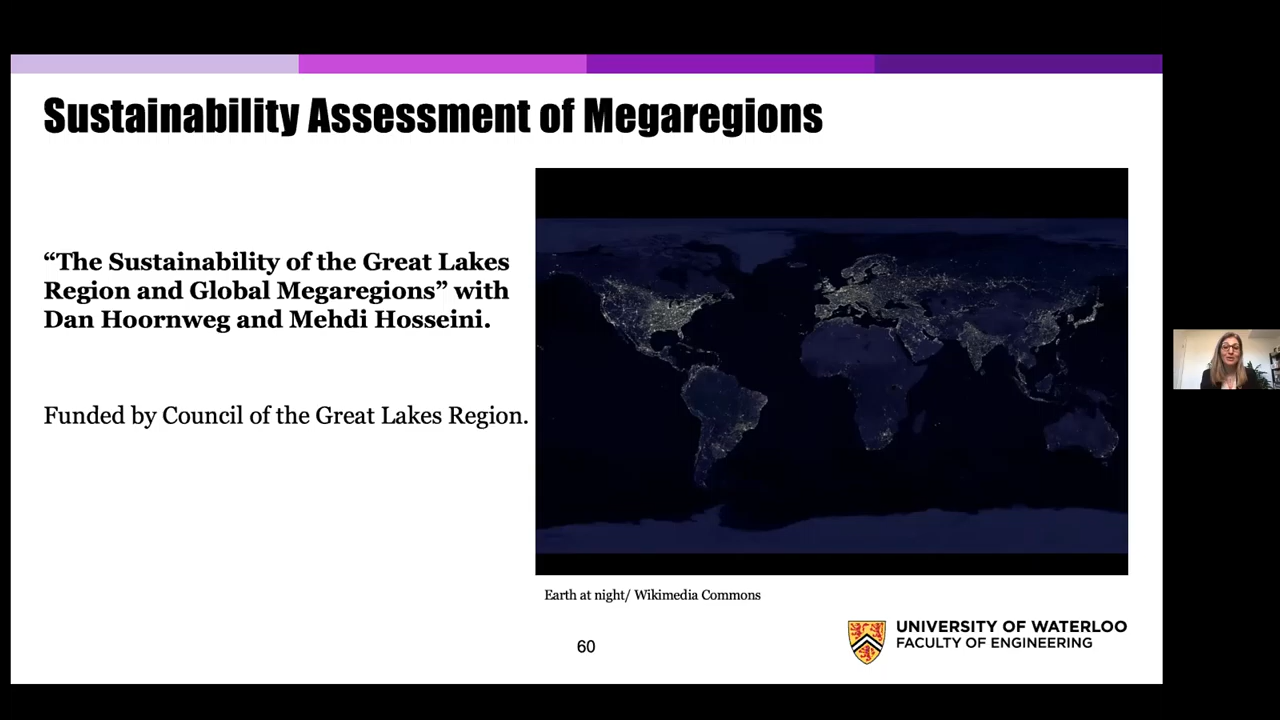 Sustainability Assessment of Megaregions
“The Sustainability of the Great Lakes
Region and Global Megaregions” with
Dan Hoornweg and Mehdi Hosseini.
Funded by Council of the Great Lakes Region.
Earth at night/ Wikimedia Commons
60
UNIVERSITY OF WATERLOO
FACULTY OF ENGINEERING